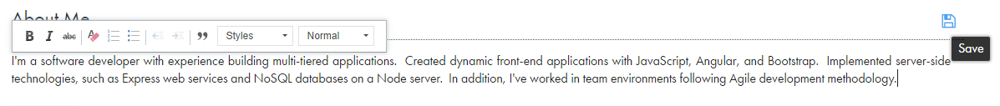 About Me
B I abc Styles Normal
Save
I'm a software developer with experience building multi-tiered applications.  Created dynamic front-end applications with JavaScript, Angular, and Bootstrap.  Implemented server-side
technologies, such as Express web services and NoSQL databases on a Node server.  In addition, I've worked in team environments following Agile development methodology.